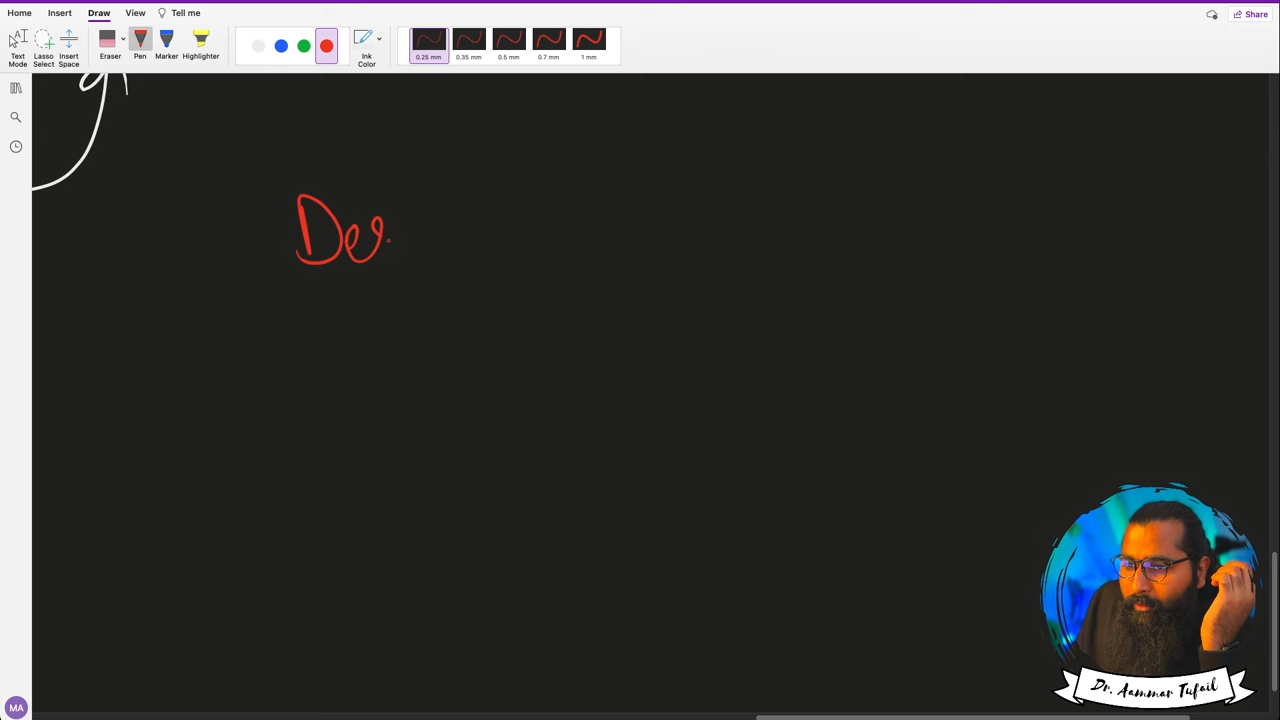 Home Insert Draw View Tell me Share
Text Mode Lasso Select Insert Space Eraser Pen Marker Highlighter Ink Color 0.25 mm 0.35 mm 0.5 mm 0.7 mm 1 mm
Des
Dr. Aammar Tufail
MA